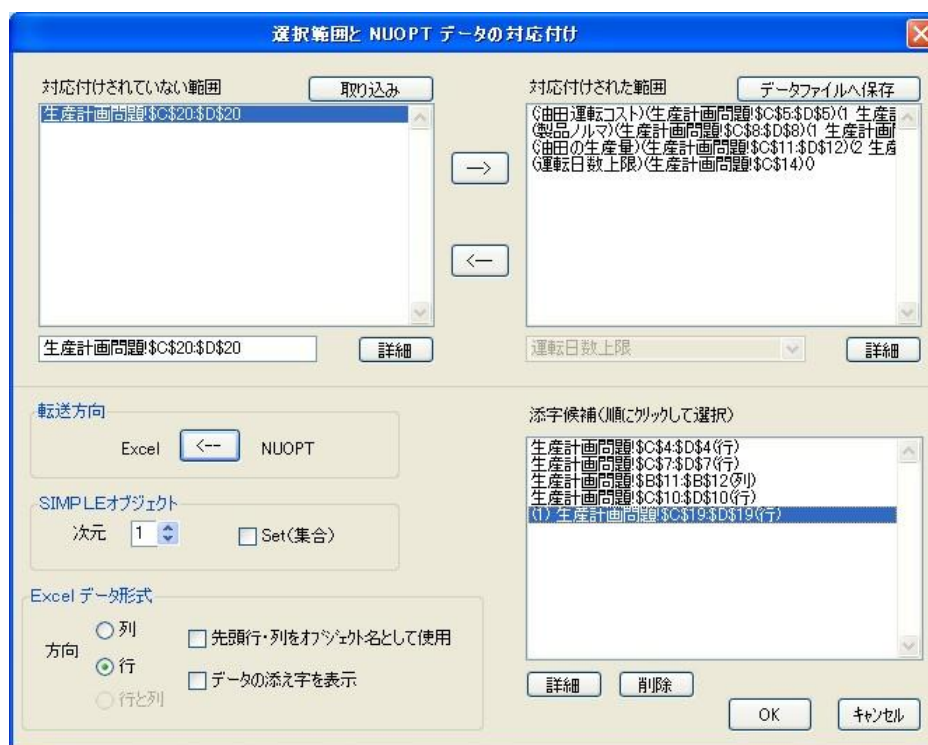 選択範囲と NUOPT データの対応付け
対応付けされていない範囲
取り込み
生産計画問題!$C$20:$D$20
生産計画問題!$C$20:$D$20
詳細
-->
<--
対応付けされた範囲
データファイルへ保存
(油田運転コスト)(生産計画問題!$C$5:$D$5)(1 生産計
(製品ノルマ)(生産計画問題!$C$8:$D$8)(1 生産計画問
(油田の生産量)(生産計画問題!$C$11:$D$12)(2 生産
(運転日数上限)(生産計画問題!$C$14)()
運転日数上限
詳細
転送方向
Excel
<--
NUOPT
SIMPLEオブジェクト
次元
1
Set(集合)
Excel データ形式
方向
列
行
行と列
先頭行・列をオブジェクト名として使用
データの添え字を表示
添字候補(順にクリックして選択)
生産計画問題!$C$4:$D$4(行)
生産計画問題!$C$7:$D$7(行)
生産計画問題!$B$11:$B$12(列)
生産計画問題!$C$10:$D$10(行)
(1) 生産計画問題!$C$19:$D$19(行)
詳細
削除
OK
キャンセル